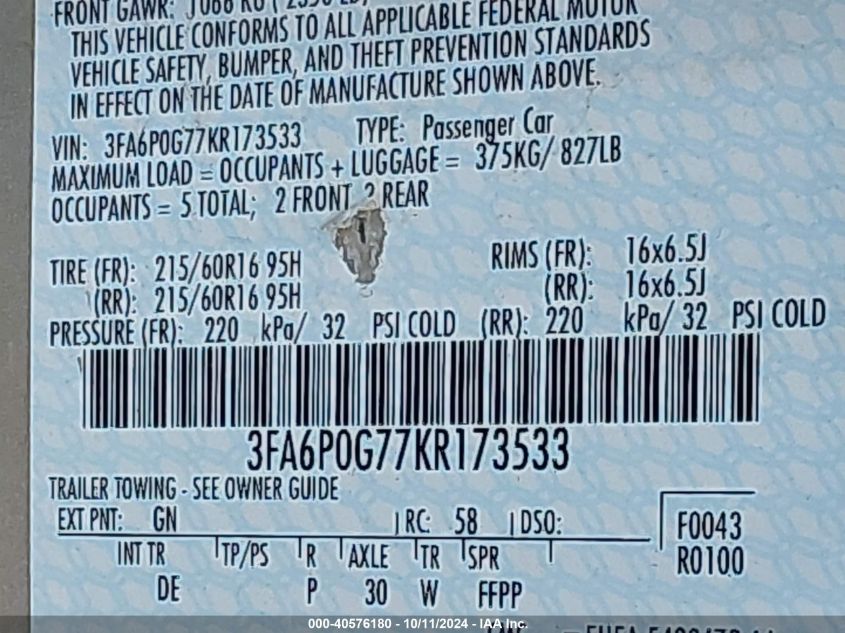 FRONT GAWR:
THIS VEHICLE CONFORMS TO ALL APPLICABLE FEDERAL MOTOR
VEHICLE SAFETY, BUMPER, AND THEFT PREVENTION STANDARDS
IN EFFECT ON THE DATE OF MANUFACTURE SHOWN ABOVE.
VIN: 3FA6P0G77KR173533 TYPE: Passenger Car
MAXIMUM LOAD = OCCUPANTS + LUGGAGE = 375KG/ 827LB
OCCUPANTS = 5 TOTAL; 2 FRONT REAR
TIRE (FR): 215/60R16 95H RIMS (FR): 16x6.5J
(RR): 215/60R16 95H (RR): 16x6.5J
PRESSURE (FR): 220 kPa/ 32 PSI COLD (RR): 220 kPa/ 32 PSI COLD
3FA6P0G77KR173533
TRAILER TOWING - SEE OWNER GUIDE
EXT PNT: GN RC: 58 DSO: F0043
INT TR TP/PS R AXLE TR SPR R0100
DE P 30 W FFPP
000-40576180 - 10/11/2024 - IAA Inc.